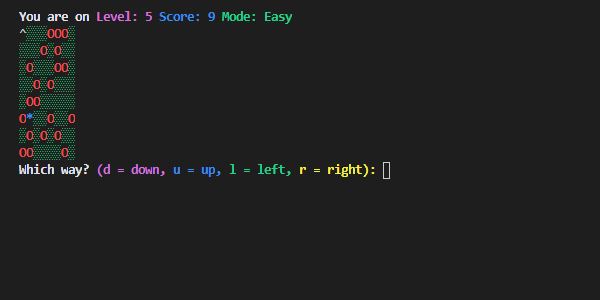 You are on Level: 5 Score: 9 Mode: Easy
^░░░OOO░
░░░O░O░░
░O░░░OO░
░░O░O░░░
░OO░░░░░
O*░░O░░O
░O░O░O░░
OO░░░░O░
Which way? (d = down, u = up, l = left, r = right):